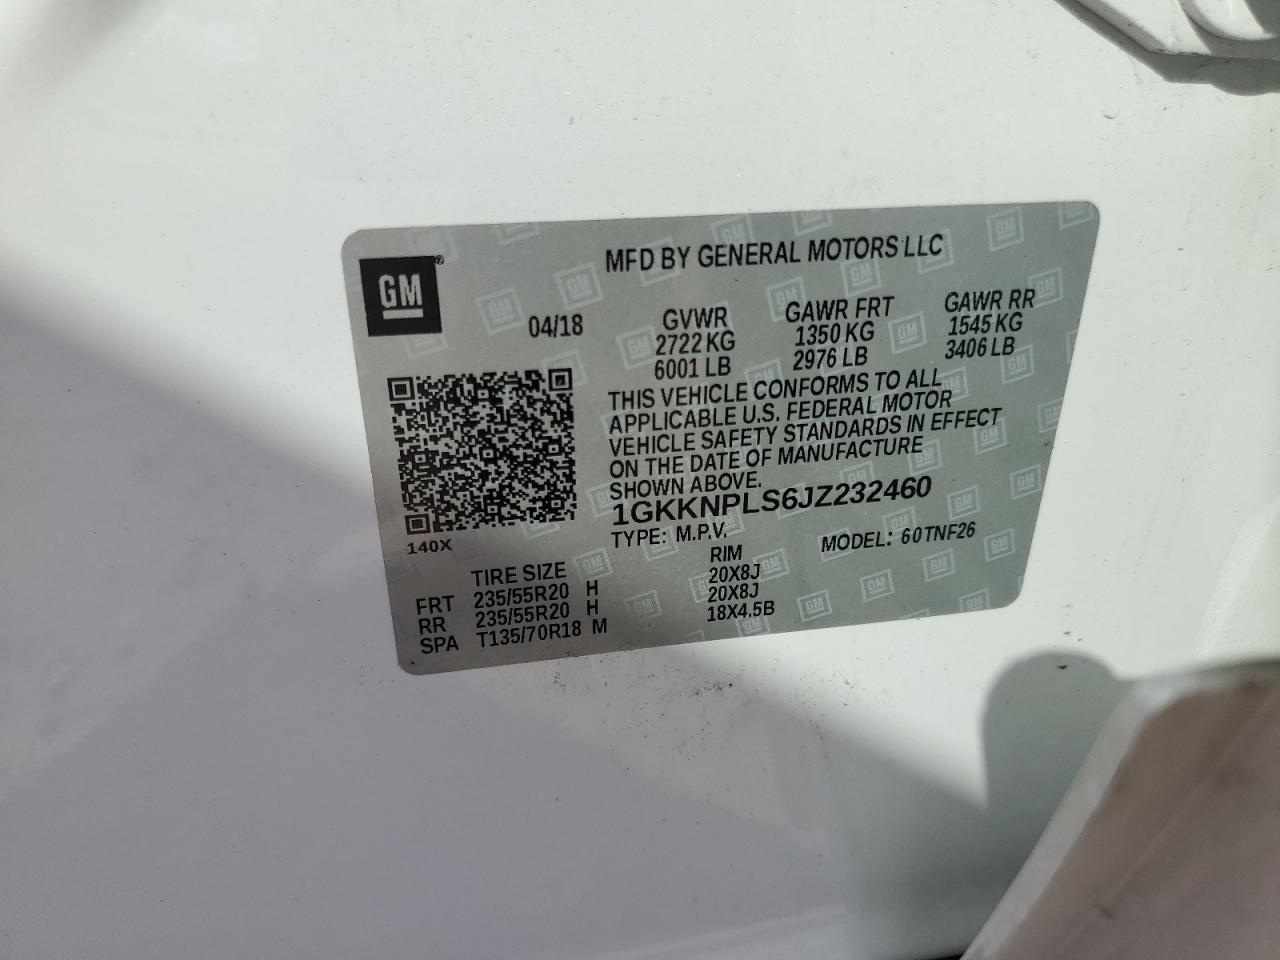 MFD BY GENERAL MOTORS LLC
GM®
04/18
GVWR GAWR FRT GAWR RR
2722 KG 1350 KG 1545 KG
6001 LB 2976 LB 3406 LB
THIS VEHICLE CONFORMS TO ALL
APPLICABLE U.S. FEDERAL MOTOR
VEHICLE SAFETY STANDARDS IN EFFECT
ON THE DATE OF MANUFACTURE
SHOWN ABOVE.
1GKKNPLS6JZ232460
TYPE: M.P.V. MODEL: 60TNF26
140X
TIRE SIZE RIM
FRT 235/55R20 H 20X8J
RR 235/55R20 H 20X8J
SPA T135/70R18 M 18X4.5B